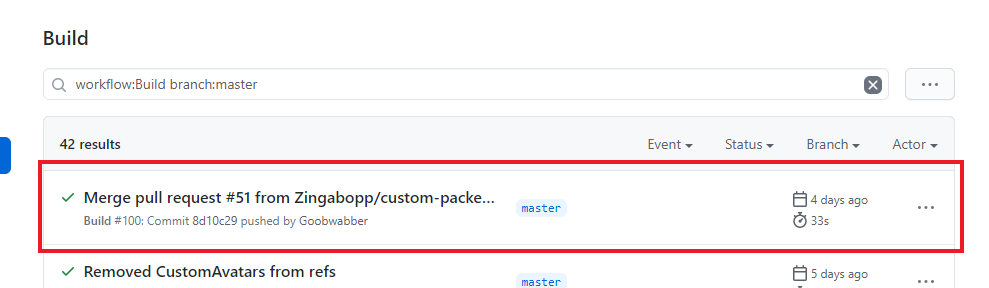 Build
workflow:Build branch:master
42 results Event Status Branch Actor
Merge pull request #51 from Zingabopp/custom-packe...
master
4 days ago
Build #100: Commit 8d10c29 pushed by Goobwabber
33s
Removed CustomAvatars from refs
master
5 days ago